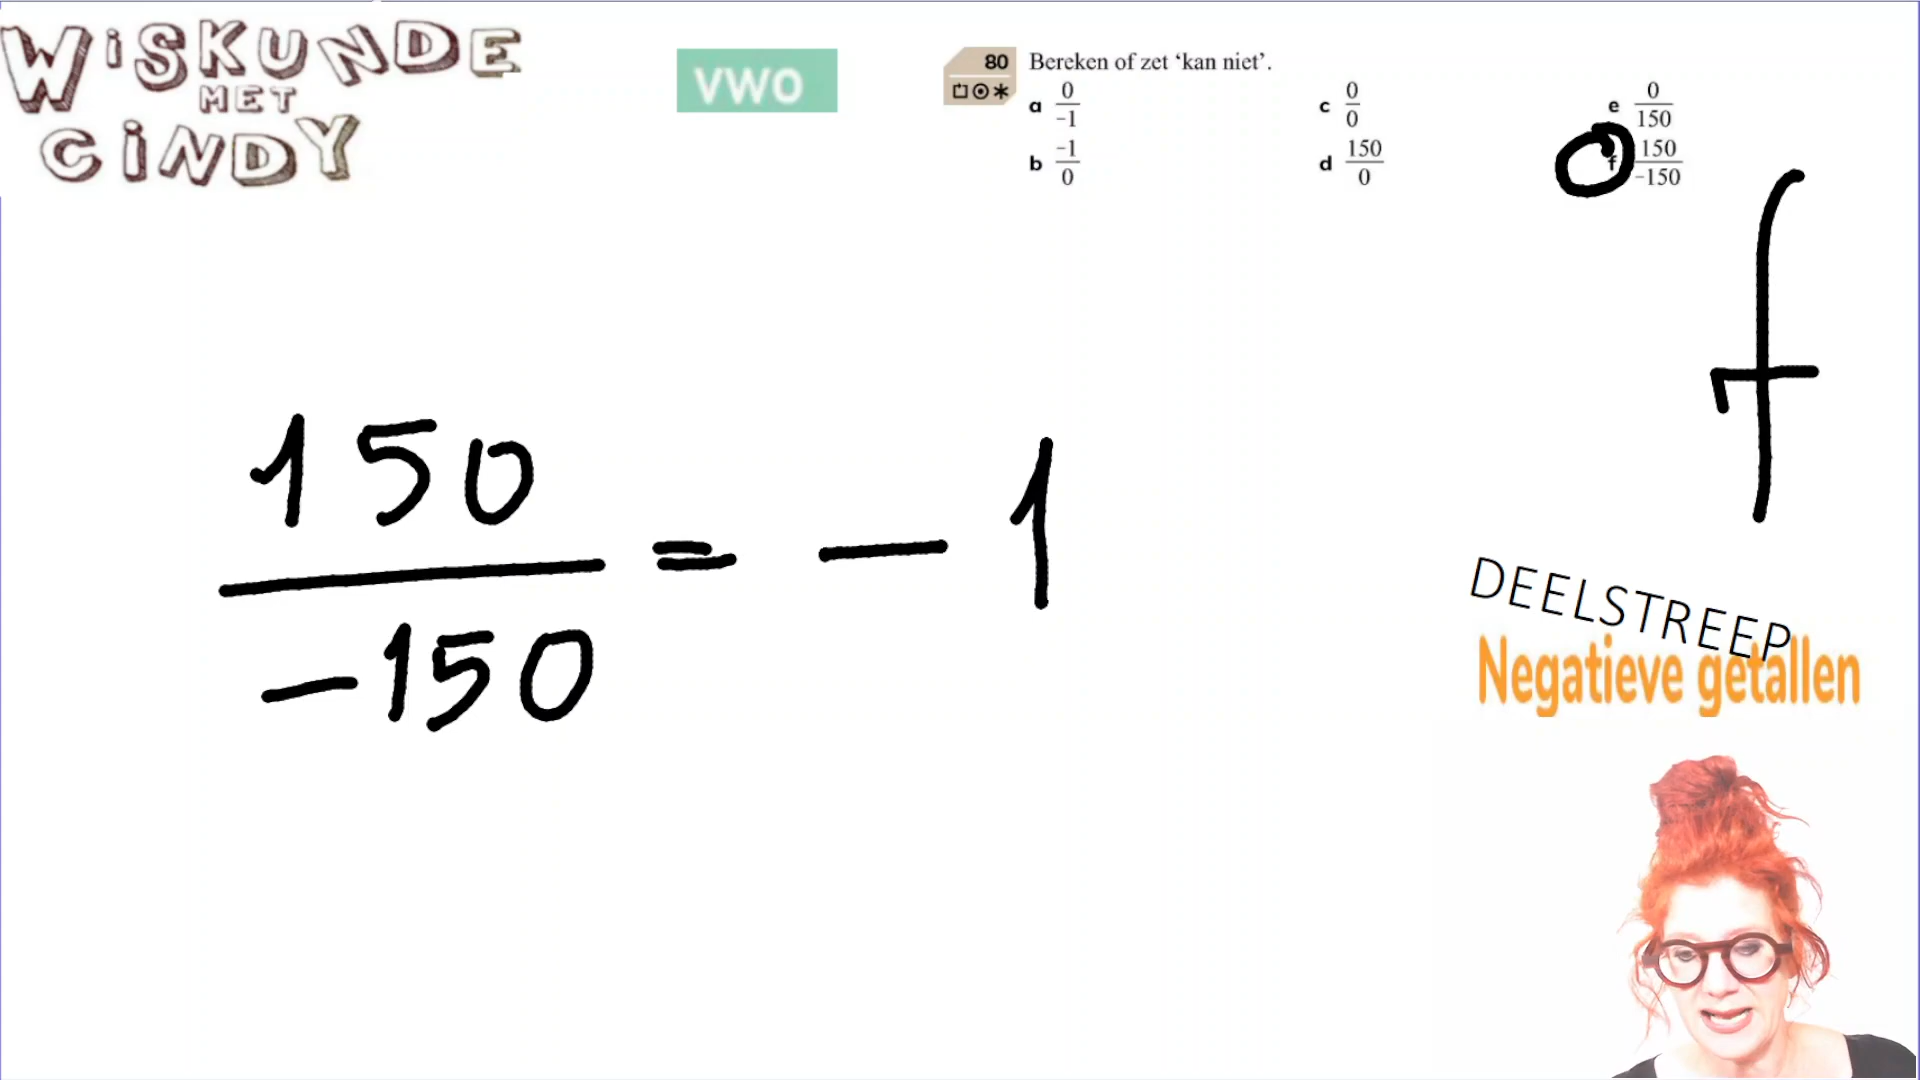 WiSKUNDE
MET
CiNDY
vwo
80 Bereken of zet ‘kan niet’.
a 0/-1
b -1/0
c 0/0
d 150/0
e 0/150
f 150/-150
f
150/-150 = -1
DEELSTREEP
Negatieve getallen